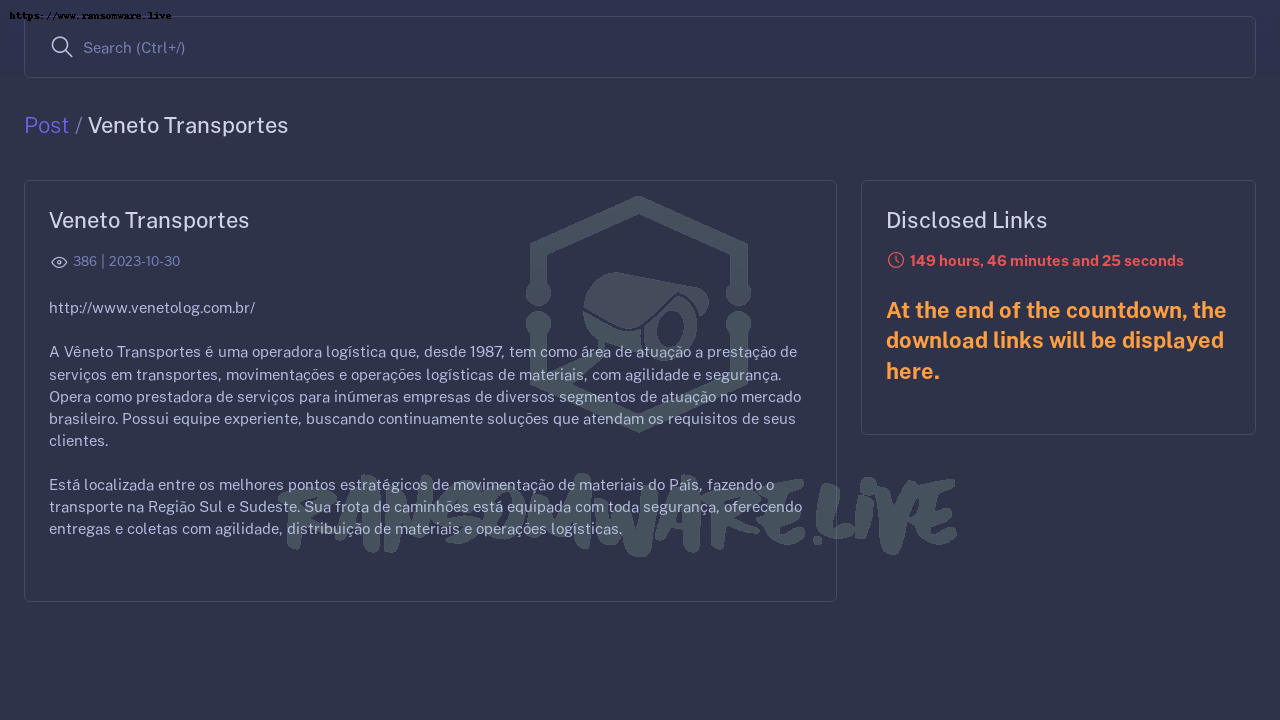 https://www.ransomware.live
Search (Ctrl+/)
Post / Veneto Transportes
Veneto Transportes
386 | 2023-10-30
http://www.venetolog.com.br/
A Vêneto Transportes é uma operadora logística que, desde 1987, tem como área de atuação a prestação de
serviços em transportes, movimentações e operações logísticas de materiais, com agilidade e segurança.
Opera como prestadora de serviços para inúmeras empresas de diversos segmentos de atuação no mercado
brasileiro. Possui equipe experiente, buscando continuamente soluções que atendam os requisitos de seus
clientes.
Está localizada entre os melhores pontos estratégicos de movimentação de materiais do País, fazendo o
transporte na Região Sul e Sudeste. Sua frota de caminhões está equipada com toda segurança, oferecendo
entregas e coletas com agilidade, distribuição de materiais e operações logísticas.
Disclosed Links
149 hours, 46 minutes and 25 seconds
At the end of the countdown, the
download links will be displayed
here.
RANSOMWARE.LIVE